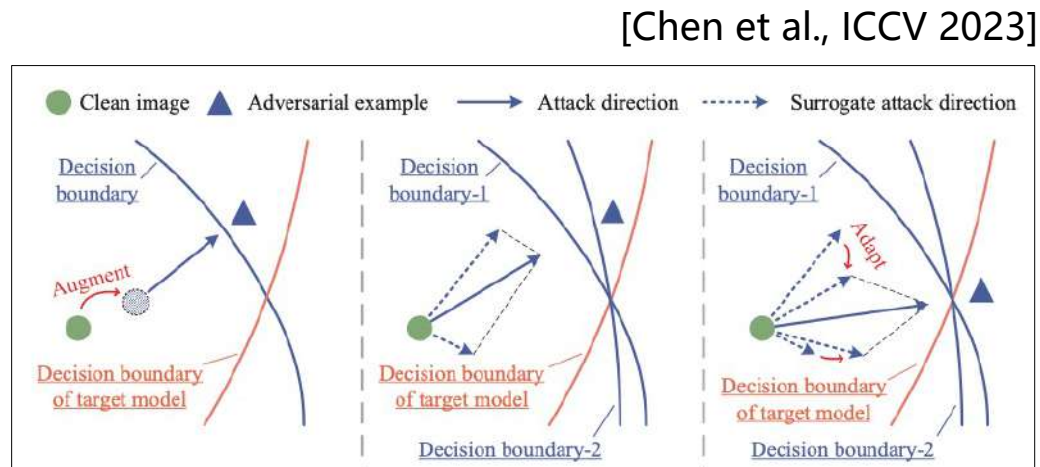 [Chen et al., ICCV 2023]
Clean image Adversarial example Attack direction Surrogate attack direction
Decision
boundary
Augment
Decision boundary
of target model
Decision
boundary-1
Decision boundary
of target model
Decision boundary-2
Decision
boundary-1
Adapt
Decision boundary
of target model
Decision boundary-2